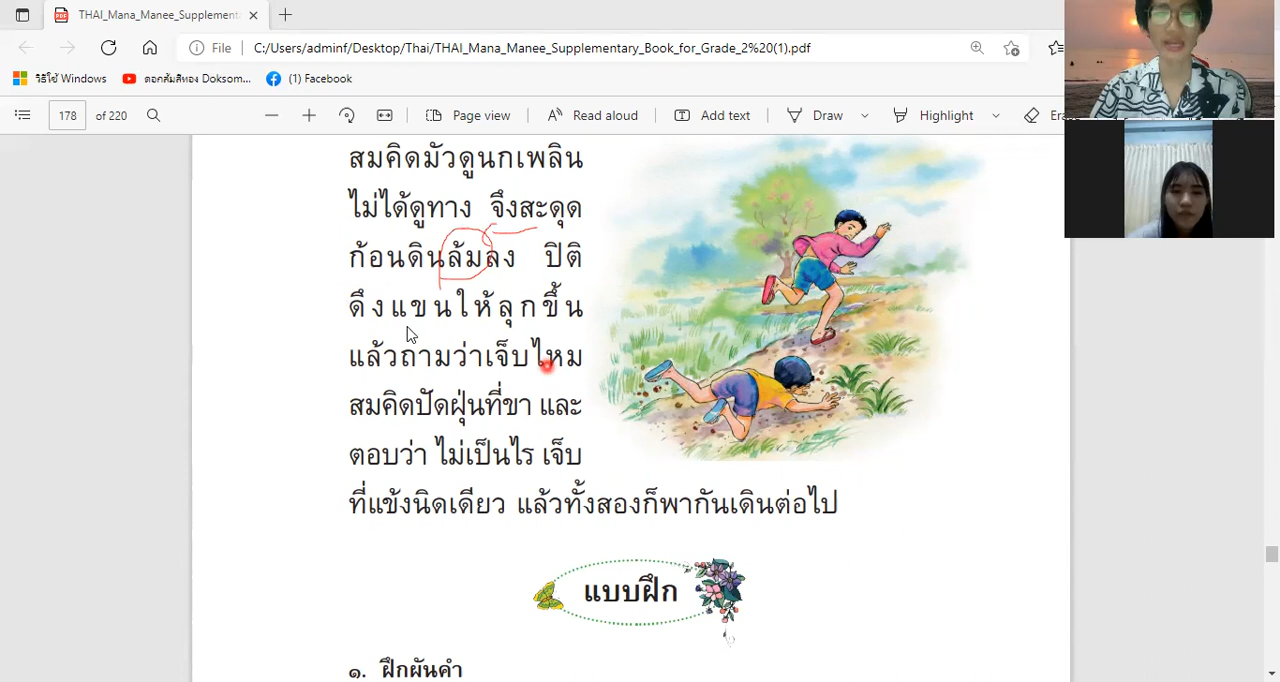 THAI_Mana_Manee_Supplementa
File
C:/Users/adminf/Desktop/Thai/THAI_Mana_Manee_Supplementary_Book_for_Grade_2%20(1).pdf
วิธีใช้ Windows
ดอกส้มสีทอง Doksom...
(1) Facebook
178 of 220
Page view
Read aloud
Add text
Draw
Highlight
Er
สมคิดมัวดูนกเพลิน
ไม่ได้ดูทาง จึงสะดุด
ก้อนดินล้มลง ปิติ
ดึงแขนให้ลุกขึ้น
แล้วถามว่าเจ็บไหม
สมคิดปัดฝุ่นที่ขา และ
ตอบว่า ไม่เป็นไร เจ็บ
ที่แข้งนิดเดียว แล้วทั้งสองก็พากันเดินต่อไป
แบบฝึก
๑. ฝึกผันคำ